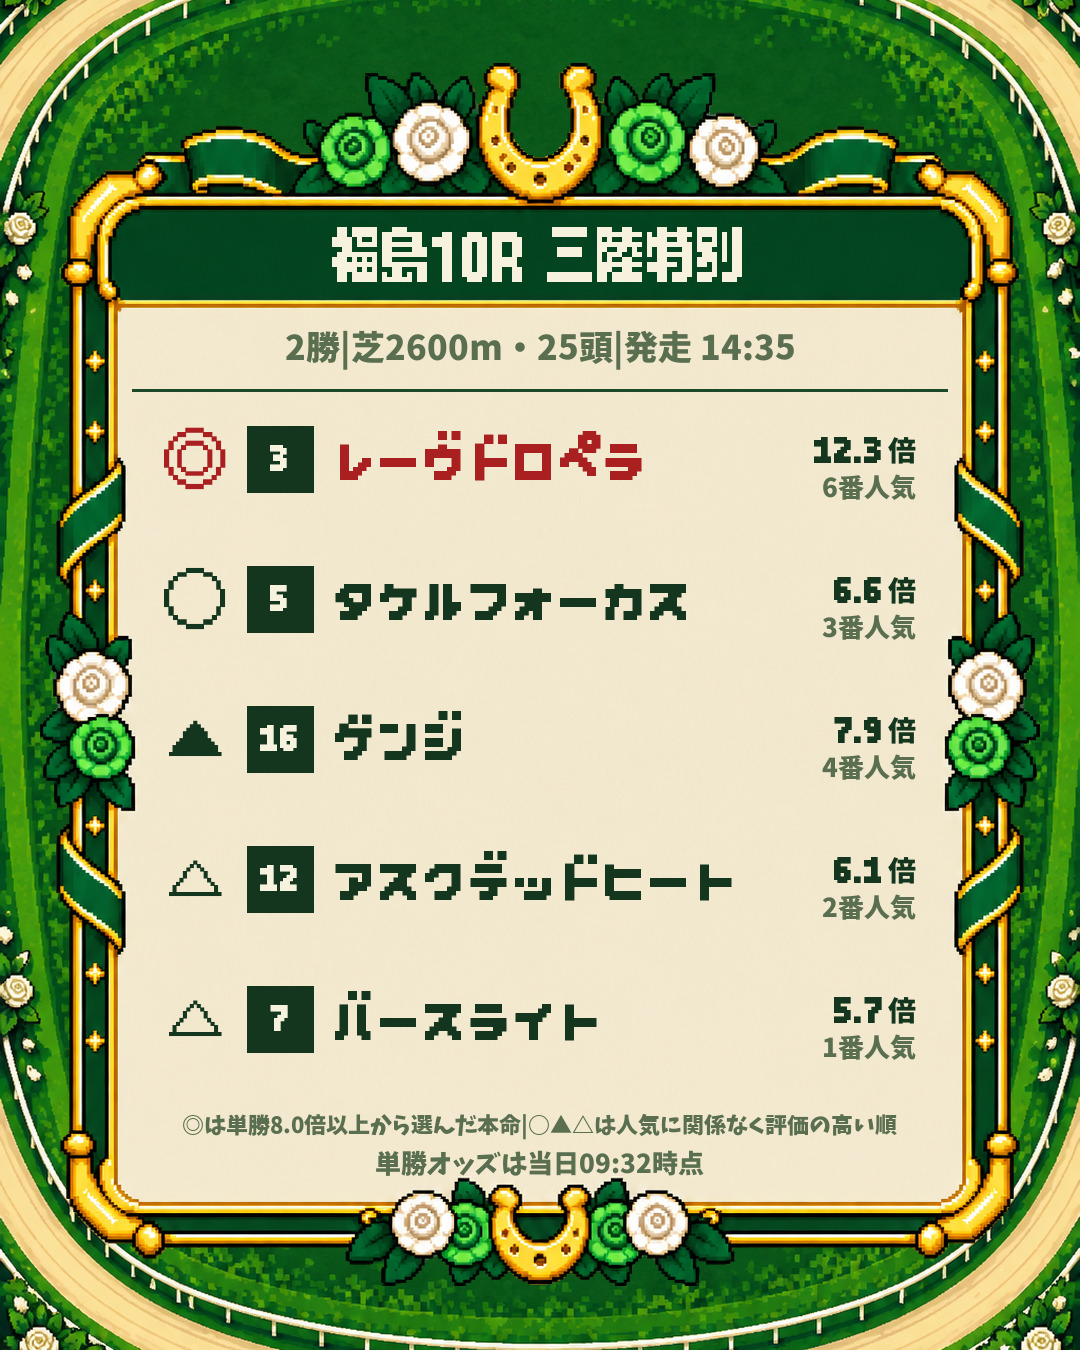 福島10R 三陸特別
2勝|芝2600m・25頭|発走 14:35
◎ 3 レーヴドロペラ 12.3倍
6番人気
○ 5 タケルフォーカス 6.6倍
3番人気
▲ 16 ゲンジ 7.9倍
4番人気
△ 12 アスクデッドヒート 6.1倍
2番人気
△ 7 バースライト 5.7倍
1番人気
◎は単勝8.0倍以上から選んだ本命|○▲△は人気に関係なく評価の高い順
単勝オッズは当日09:32時点